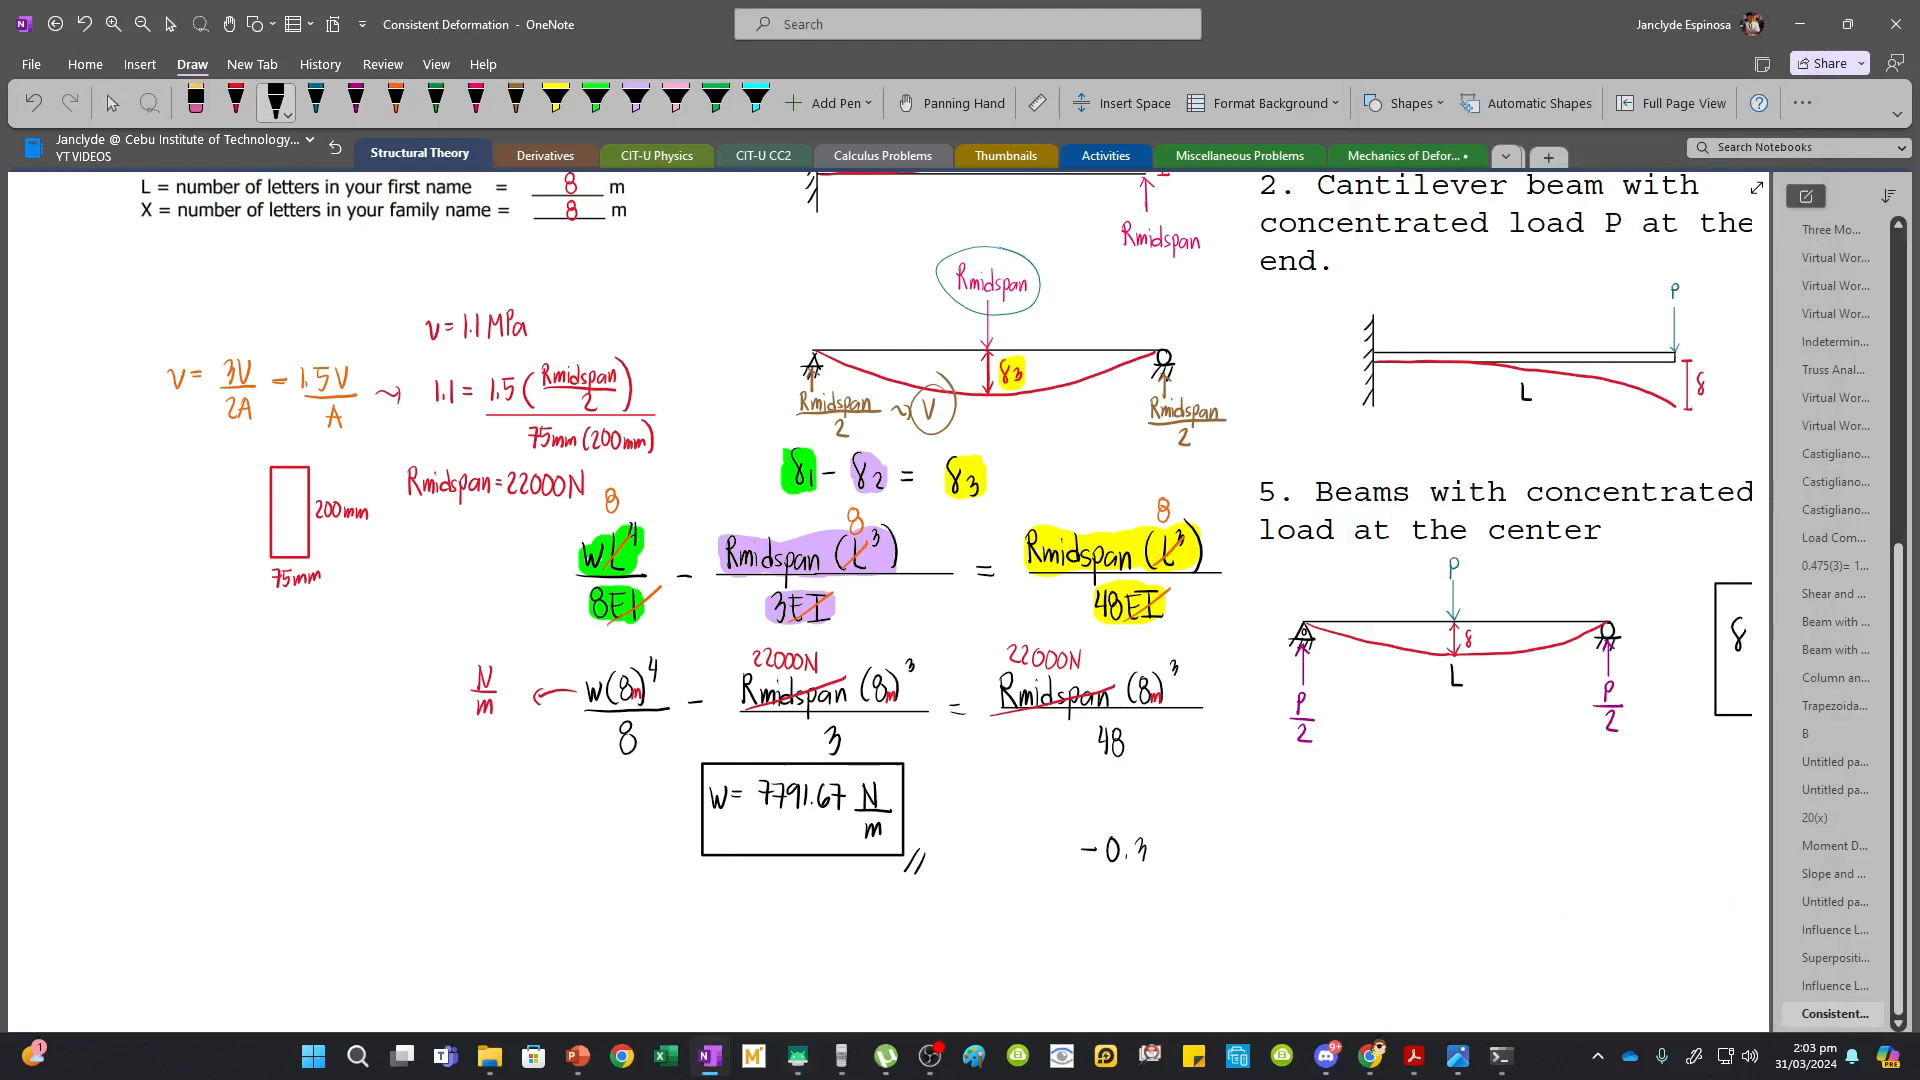 Consistent Deformation - OneNote
Search
Janclyde Espinosa
File Home Insert Draw New Tab History Review View Help
Share
Add Pen
Panning Hand
Insert Space
Format Background
Shapes
Automatic Shapes
Full Page View
Janclyde @ Cebu Institute of Technology...
YT VIDEOS
Structural Theory
Derivatives
CIT-U Physics
CIT-U CC2
Calculus Problems
Thumbnails
Activities
Miscellaneous Problems
Mechanics of Defor...
Search Notebooks
L = number of letters in your first name = 8 m
X = number of letters in your family name = 8 m
Rmidspan
Rmidspan
δ3
Rmidspan/2 ~> V
Rmidspan/2
v = 1.1 MPa
v = 3V/2A = 1.5V/A ~> 1.1 = 1.5 (Rmidspan/2) / 75mm (200mm)
Rmidspan = 22000N
200mm
75mm
δ1 - δ2 = δ3
8 8 8
wL⁴/8EI - Rmidspan (L³)/3EI = Rmidspan (L³)/48EI
22000N 22000N
N/m ← w(8m)⁴/8 - Rmidspan (8m)³/3 = Rmidspan (8m)³/48
w = 7791.67 N/m
- 0.3
2. Cantilever beam with
concentrated load P at the
end.
P
L
δ
5. Beams with concentrated
load at the center
P
δ
L
P/2
P/2
δ
Three Mo...
Virtual Wor...
Virtual Wor...
Virtual Wor...
Indetermin...
Truss Anal...
Virtual Wor...
Virtual Wor...
Castigliano...
Castigliano...
Castigliano...
Load Com...
0.475(3)= 1...
Shear and ...
Beam with ...
Beam with ...
Column an...
Trapezoida...
B
Untitled pa...
Untitled pa...
20(x)
Moment D...
Slope and ...
Untitled pa...
Influence L...
Superpositi...
Influence L...
Consistent...
2:03 pm
31/03/2024